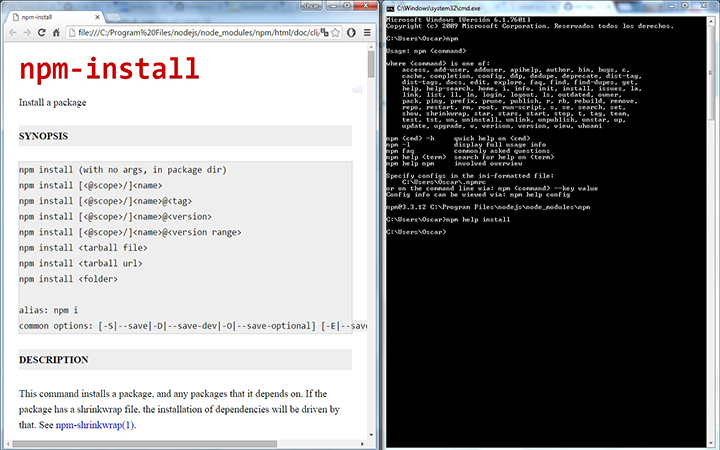 npm-install
Oscar
file:///C:/Program%20Files/nodejs/node_modules/npm/html/doc/cli
npm
npm-install
tall
Install a package
SYNOPSIS
npm install (with no args, in package dir)
npm install [<@scope>/]<name>
npm install [<@scope>/]<name>@<tag>
npm install [<@scope>/]<name>@<version>
npm install [<@scope>/]<name>@<version range>
npm install <tarball file>
npm install <tarball url>
npm install <folder>
alias: npm i
common options: [-S|--save|-D|--save-dev|-O|--save-optional] [-E|--save
DESCRIPTION
This command installs a package, and any packages that it depends on. If the
package has a shrinkwrap file, the installation of dependencies will be driven by
that. See npm-shrinkwrap(1).
C:\Windows\system32\cmd.exe
Microsoft Windows [Versión 6.1.7601]
Copyright (c) 2009 Microsoft Corporation. Reservados todos los derechos.
C:\Users\Oscar>npm
Usage: npm <command>
where <command> is one of:
access, add-user, adduser, apihelp, author, bin, bugs, c,
cache, completion, config, ddp, dedupe, deprecate, dist-tag,
dist-tags, docs, edit, explore, faq, find, find-dupes, get,
help, help-search, home, i, info, init, install, issues, la,
link, list, ll, ln, login, logout, ls, outdated, owner,
pack, ping, prefix, prune, publish, r, rb, rebuild, remove,
repo, restart, rm, root, run-script, s, se, search, set,
show, shrinkwrap, star, stars, start, stop, t, tag, team,
test, tst, un, uninstall, unlink, unpublish, unstar, up,
update, upgrade, v, verison, version, view, whoami
npm <cmd> -h quick help on <cmd>
npm -l display full usage info
npm faq commonly asked questions
npm help <term> search for help on <term>
npm help npm involved overview
Specify configs in the ini-formatted file:
C:\Users\Oscar\.npmrc
or on the command line via: npm <command> --key value
Config info can be viewed via: npm help config
npm@3.3.12 C:\Program Files\nodejs\node_modules\npm
C:\Users\Oscar>npm help install
C:\Users\Oscar>